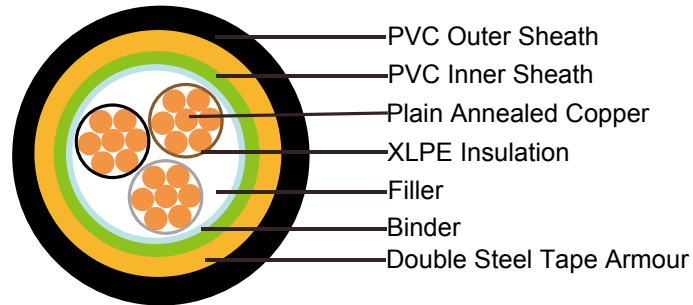 PVC Outer Sheath
PVC Inner Sheath
Plain Annealed Copper
XLPE Insulation
Filler
Binder
Double Steel Tape Armour